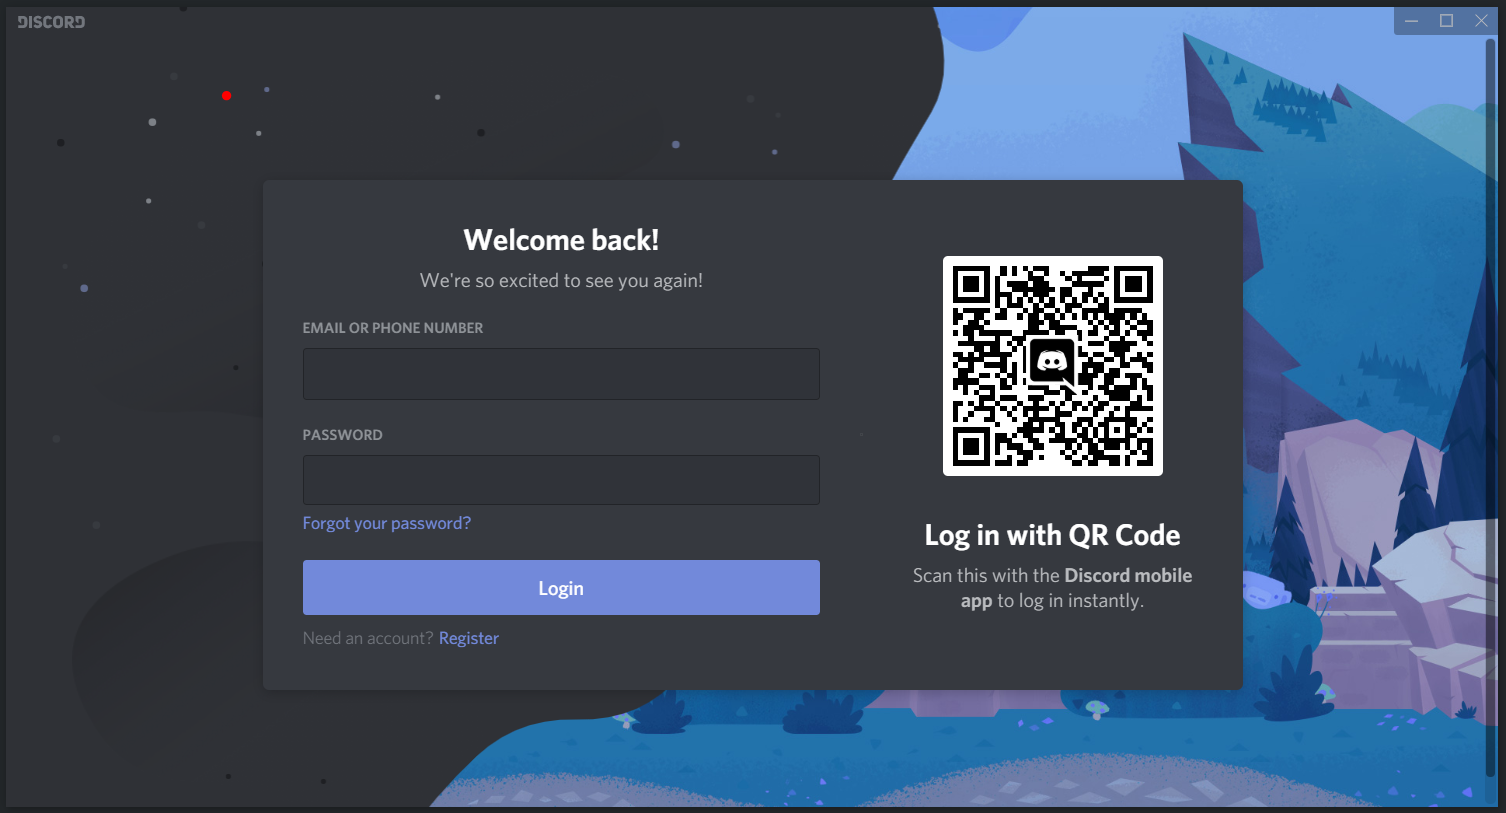 DISCORD
Welcome back!
We're so excited to see you again!
EMAIL OR PHONE NUMBER
PASSWORD
Forgot your password?
Login
Need an account? Register
Log in with QR Code
Scan this with the Discord mobile
app to log in instantly.